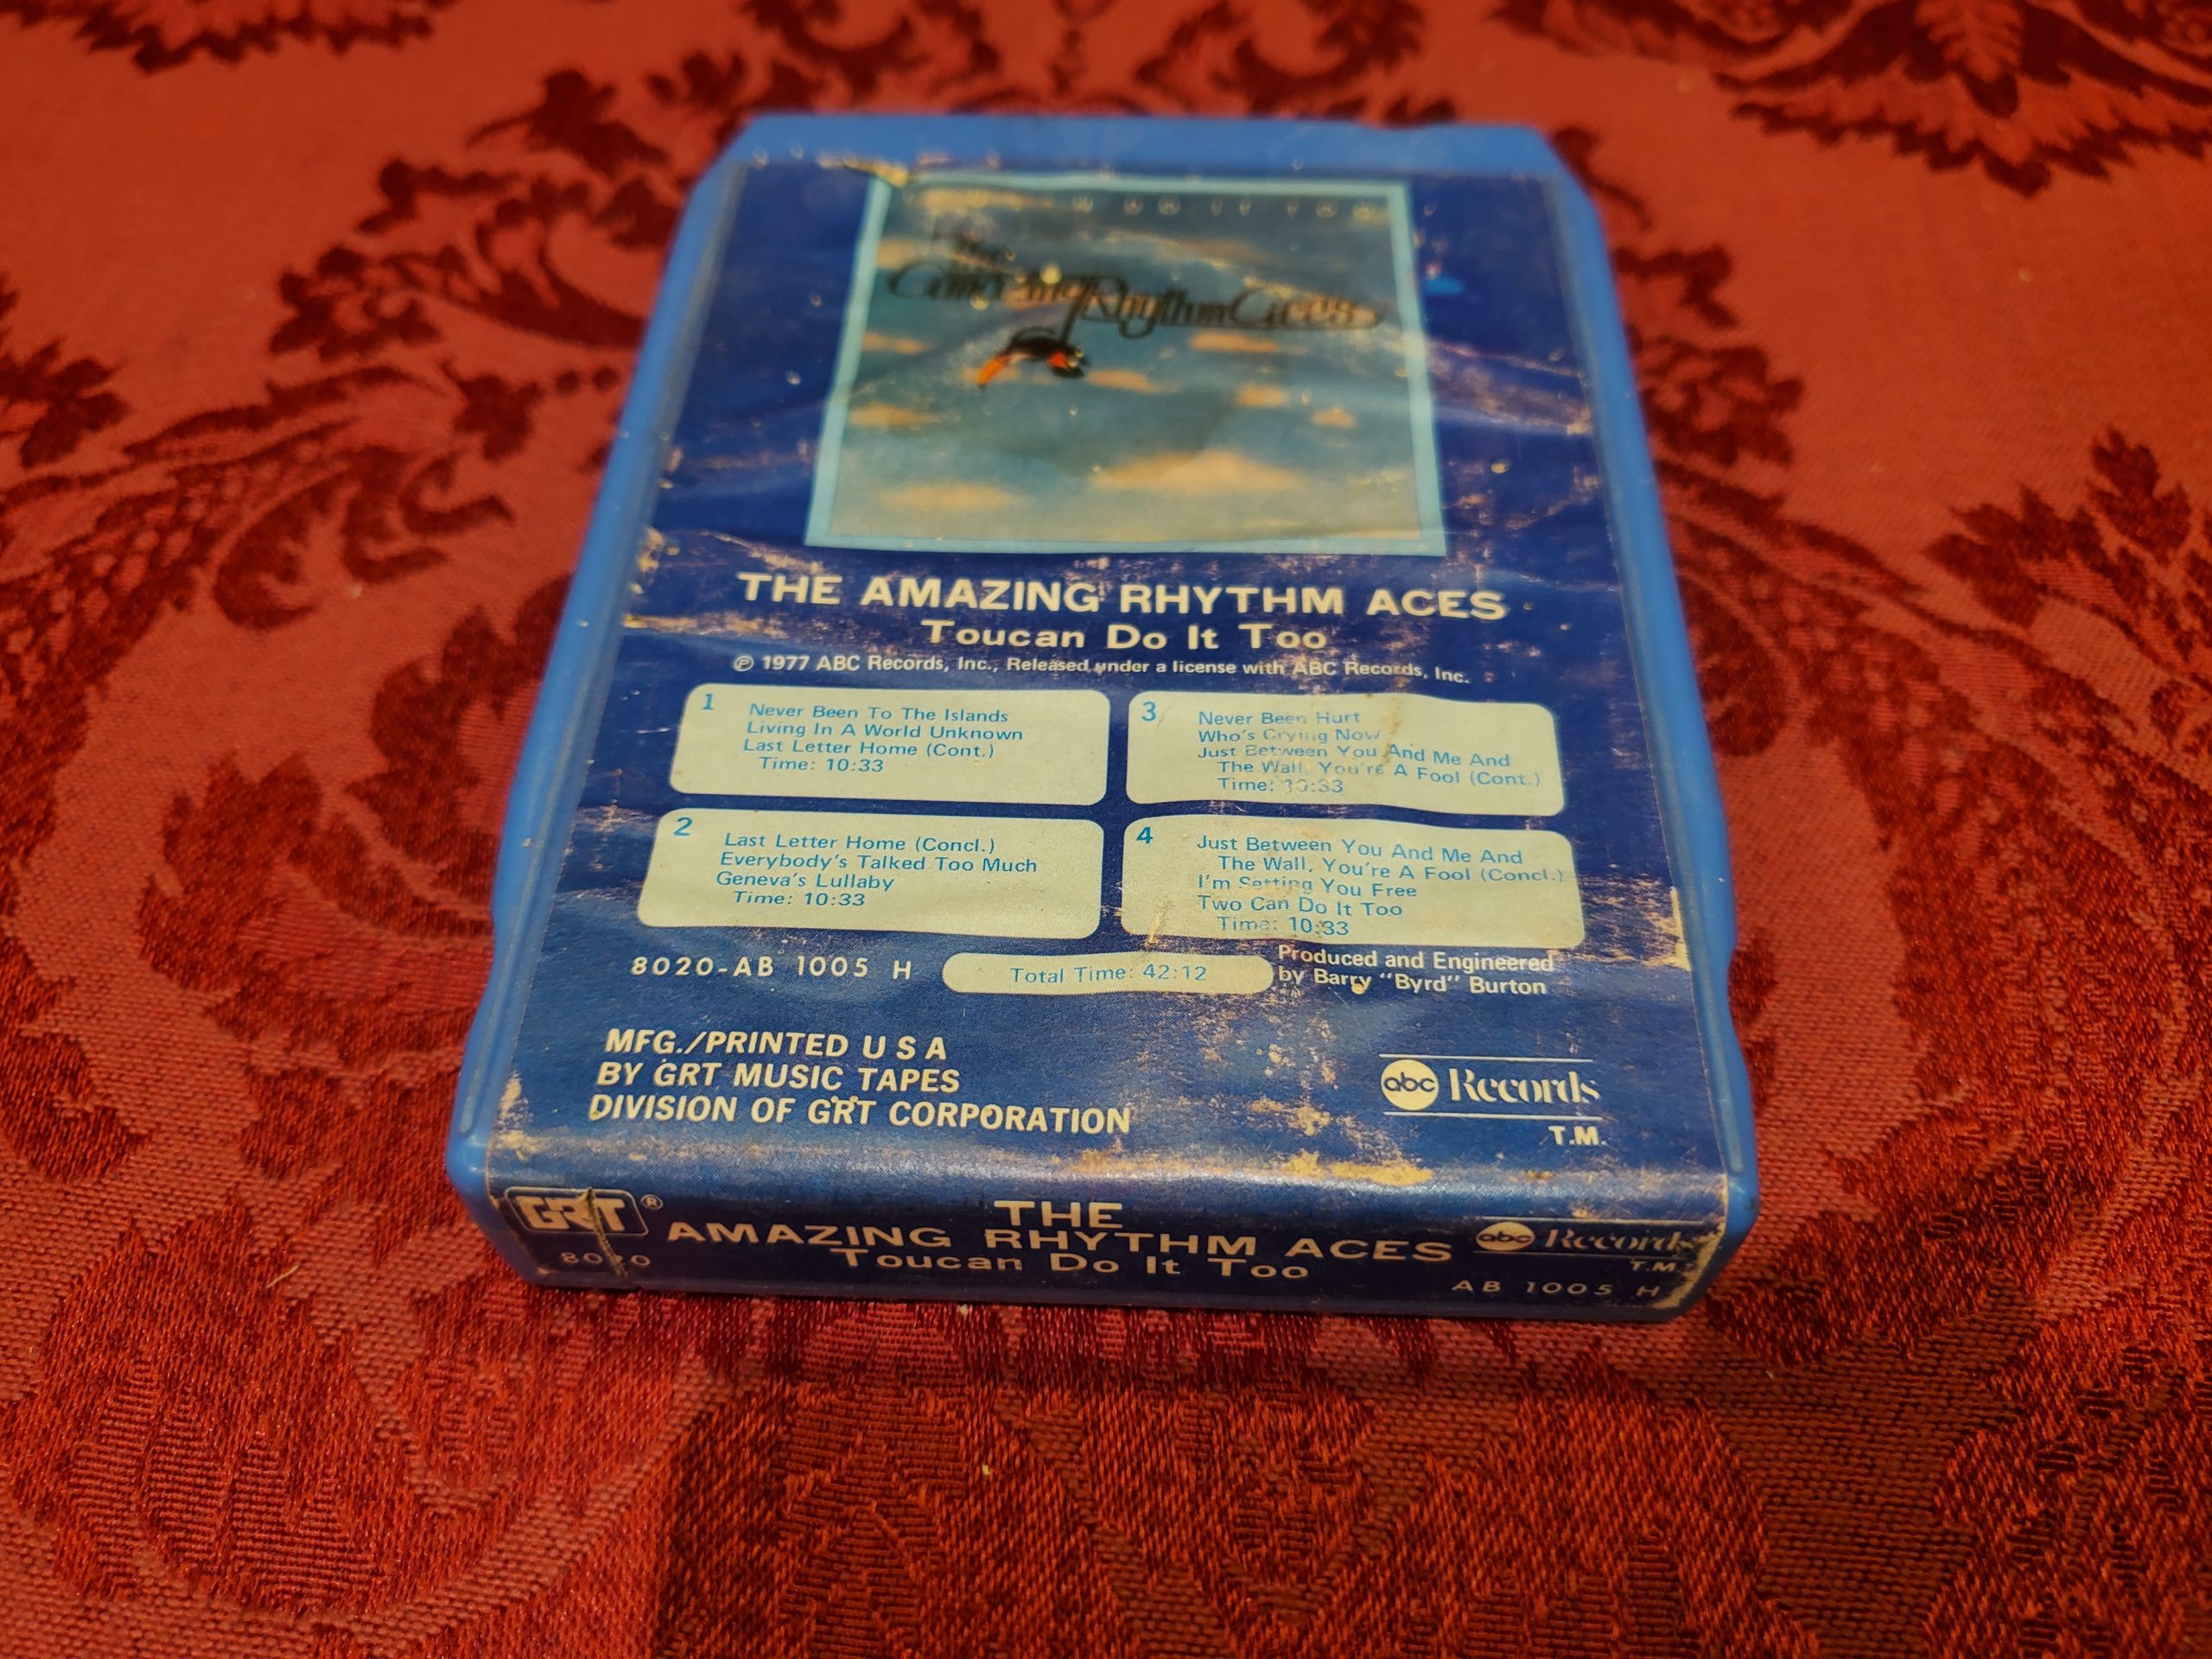 The
Amazing Rhythm Aces
THE AMAZING RHYTHM ACES
Toucan Do It Too
℗ 1977 ABC Records, Inc., Released under a license with ABC Records, Inc.
1
Never Been To The Islands
Living In A World Unknown
Last Letter Home (Cont.)
Time: 10:33
2
Last Letter Home (Concl.)
Everybody's Talked Too Much
Geneva's Lullaby
Time: 10:33
3
Never Been Hurt
Who's Crying Now
Just Between You And Me And
The Wall, You're A Fool (Cont.)
Time: 10:33
4
Just Between You And Me And
The Wall, You're A Fool (Concl.)
I'm Setting You Free
Two Can Do It Too
Time: 10:33
8020-AB 1005 H
Total Time: 42:12
Produced and Engineered
by Barry "Byrd" Burton
MFG./PRINTED U S A
BY GRT MUSIC TAPES
DIVISION OF GRT CORPORATION
abc Records
T.M.
GRT®
8020
THE
AMAZING RHYTHM ACES
Toucan Do It Too
abc Records
T.M.
AB 1005 H